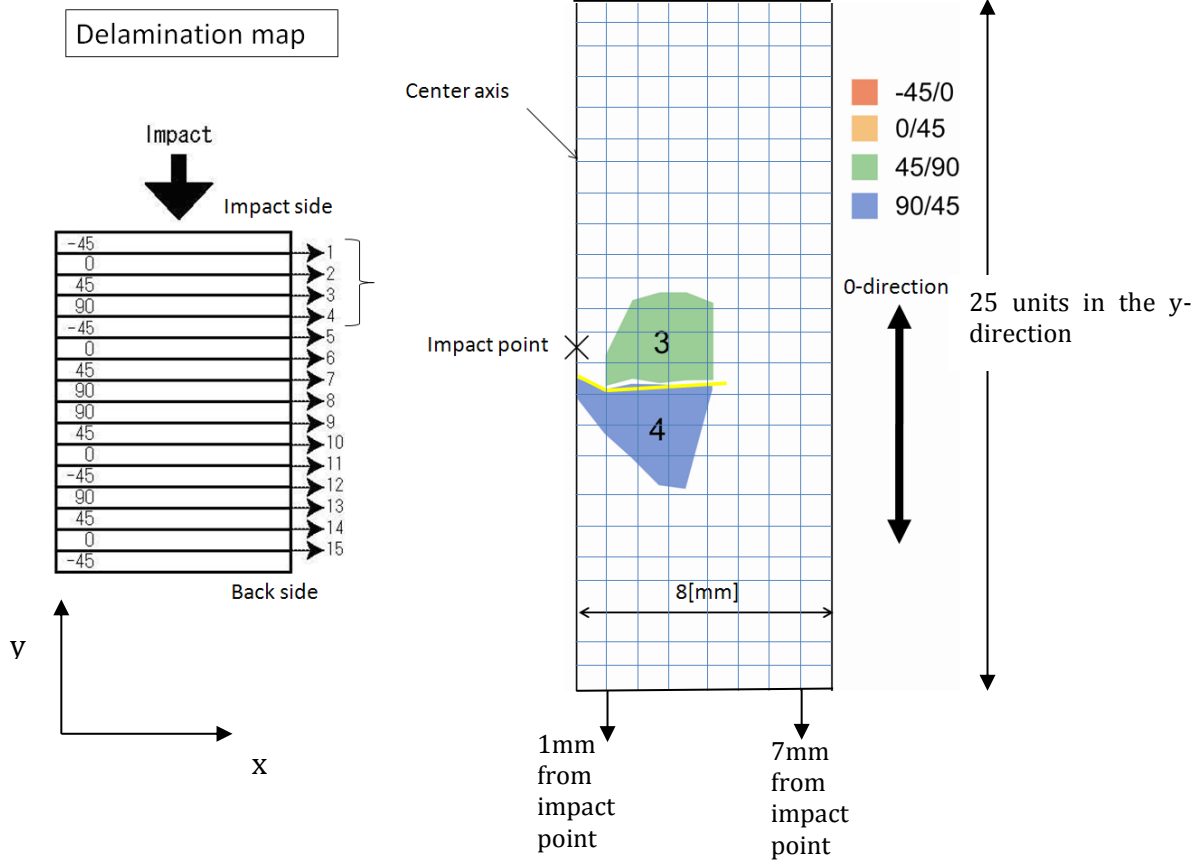 Delamination map
Impact
Impact side
-45
0
45
90
-45
0
45
90
90
45
0
-45
90
45
0
-45
1
2
3
4
5
6
7
8
9
10
11
12
13
14
15
Back side
y
x
Center axis
Impact point
3
4
8[mm]
1mm
from
impact
point
7mm
from
impact
point
-45/0
0/45
45/90
90/45
0-direction
25 units in the y-
direction